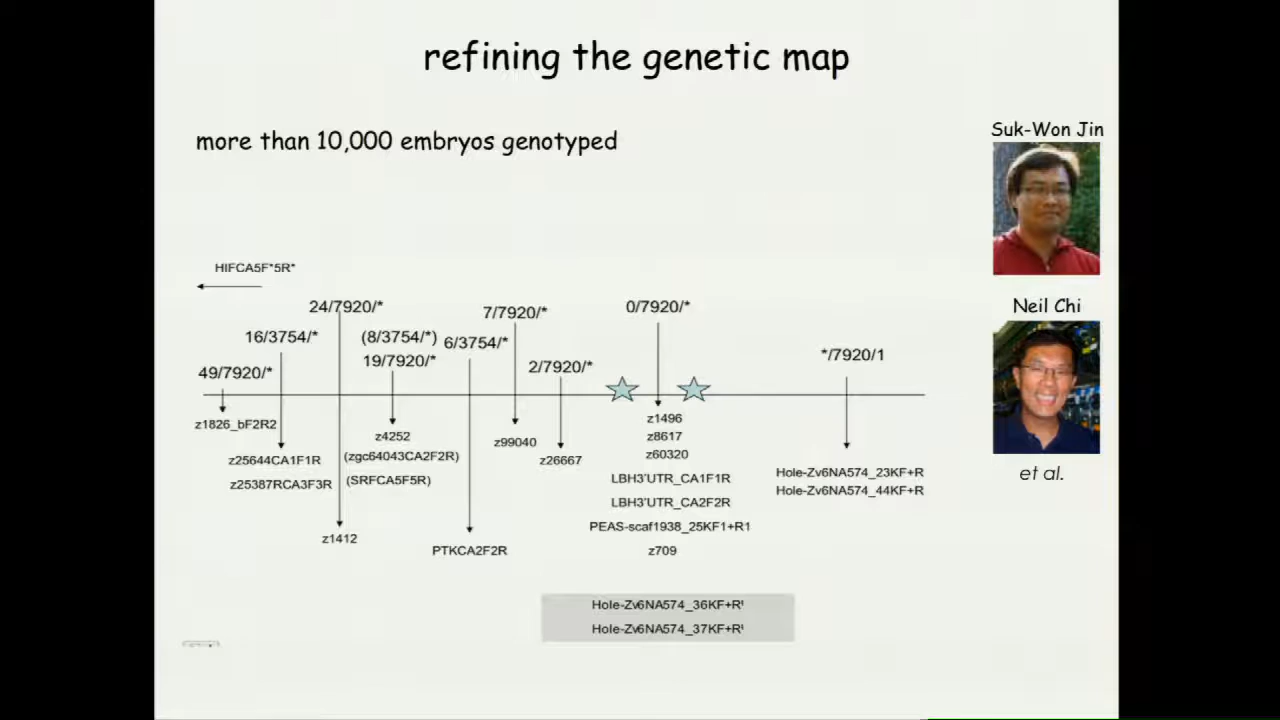 refining the genetic map
more than 10,000 embryos genotyped
Suk-Won Jin
Neil Chi
et al.
HIFCA5F*5R*
24/7920/*
7/7920/*
0/7920/*
16/3754/*
(8/3754/*)
6/3754/*
19/7920/*
2/7920/*
*/7920/1
49/7920/*
z1826_bF2R2
z25644CA1F1R
z25387RCA3F3R
z1412
z4252
(zgc64043CA2F2R)
(SRFCA5F5R)
PTKCA2F2R
z99040
z26667
z1496
z8617
z60320
LBH3'UTR_CA1F1R
LBH3'UTR_CA2F2R
PEAS-scaf1938_25KF1+R1
z709
Hole-Zv6NA574_23KF+R
Hole-Zv6NA574_44KF+R
Hole-Zv6NA574_36KF+R
Hole-Zv6NA574_37KF+R